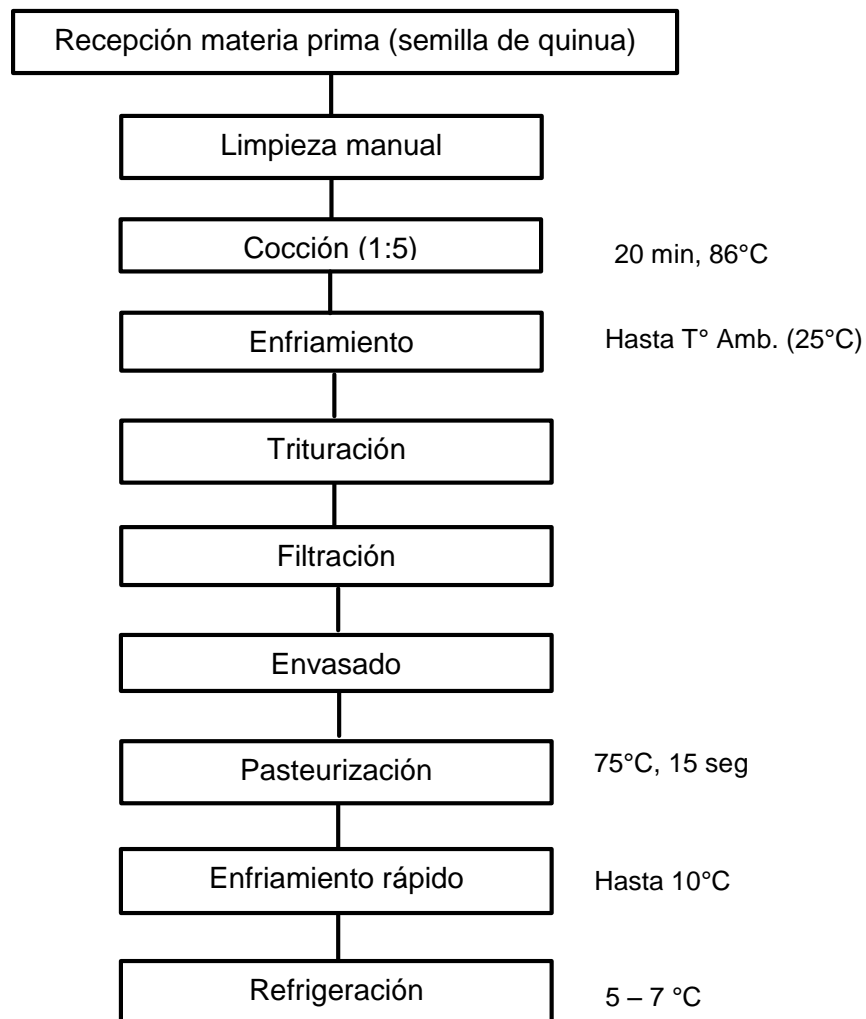 Recepción materia prima (semilla de quinua)
Limpieza manual
Cocción (1:5)
20 min, 86°C
Enfriamiento
Hasta T° Amb. (25°C)
Trituración
Filtración
Envasado
Pasteurización
75°C, 15 seg
Enfriamiento rápido
Hasta 10°C
Refrigeración
5 – 7 °C